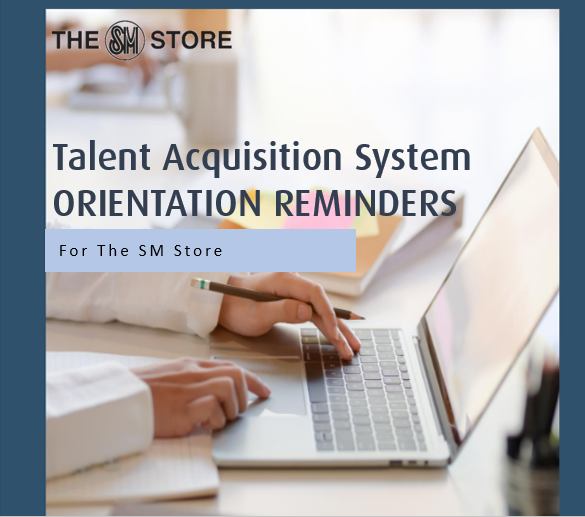 THE SM STORE
Talent Acquisition System
ORIENTATION REMINDERS
For The SM Store